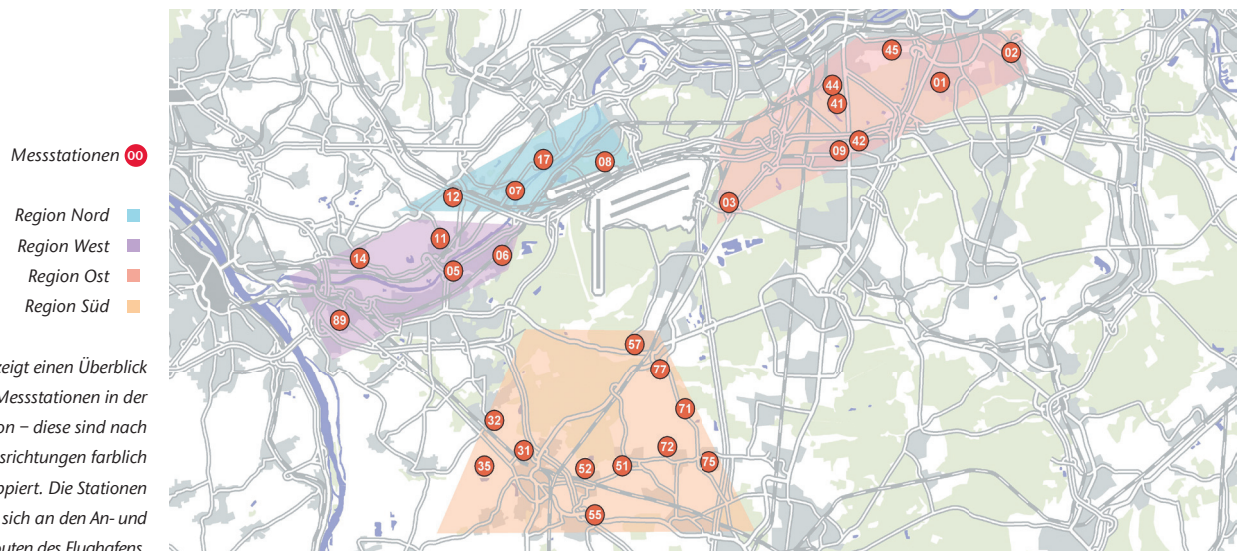 Messstationen 00
Region Nord
Region West
Region Ost
Region Süd
zeigt einen Überblick
Messstationen in der
on – diese sind nach
srichtungen farblich
ppiert. Die Stationen
sich an den An- und
outen des Flughafens.
45
02
01
44
41
42
09
03
17
08
07
12
11
06
14
05
89
57
77
71
32
31
72
35
52
51
75
55